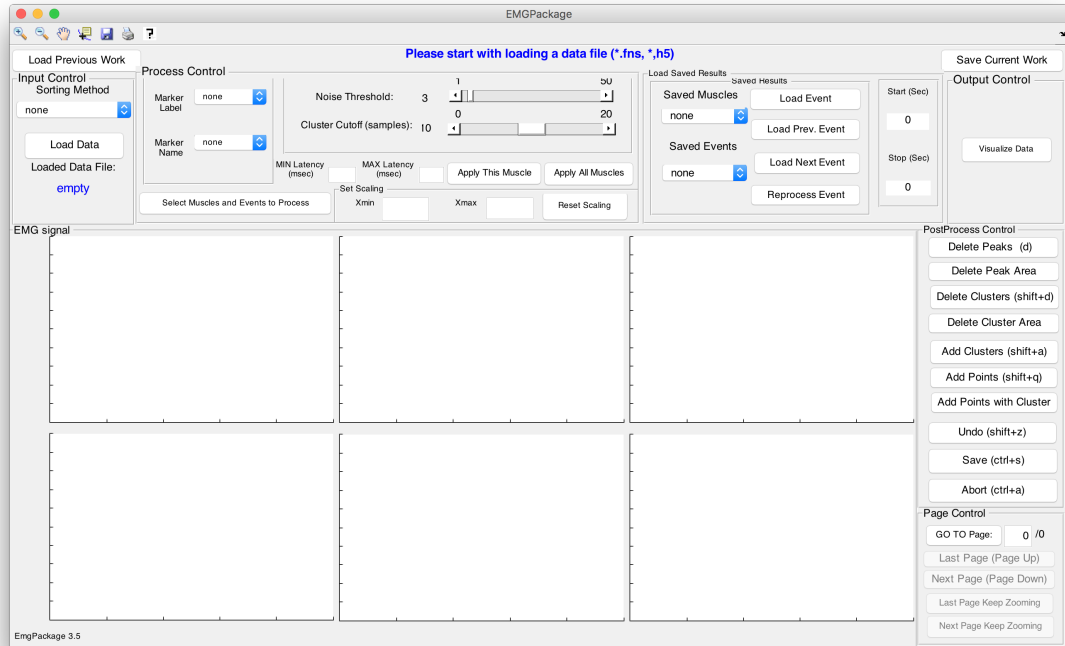 EMGPackage
Please start with loading a data file (*.fns, *,h5)
Load Previous Work
Save Current Work
Input Control
Sorting Method
none
Load Data
Loaded Data File:
empty
Process Control
Marker
Label
none
Marker
Name
none
1
50
Noise Threshold:
3
0
20
Cluster Cutoff (samples):
10
MIN Latency
(msec)
MAX Latency
(msec)
Apply This Muscle
Apply All Muscles
Select Muscles and Events to Process
Set Scaling
Xmin
Xmax
Reset Scaling
Load Saved Results
Saved Results
Saved Muscles
none
Saved Events
none
Load Event
Load Prev. Event
Load Next Event
Reprocess Event
Start (Sec)
0
Stop (Sec)
0
Output Control
Visualize Data
EMG signal
PostProcess Control
Delete Peaks (d)
Delete Peak Area
Delete Clusters (shift+d)
Delete Cluster Area
Add Clusters (shift+a)
Add Points (shift+q)
Add Points with Cluster
Undo (shift+z)
Save (ctrl+s)
Abort (ctrl+a)
Page Control
GO TO Page:
0 /0
Last Page (Page Up)
Next Page (Page Down)
Last Page Keep Zooming
Next Page Keep Zooming
EmgPackage 3.5